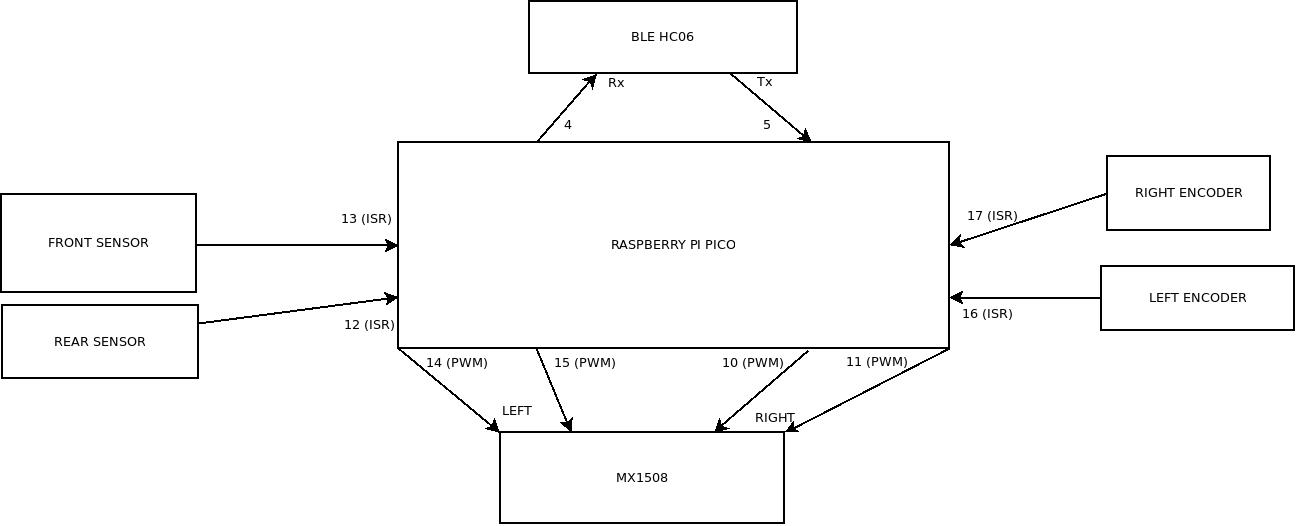 BLE HC06
Rx
Tx
4
5
RIGHT ENCODER
17 (ISR)
13 (ISR)
FRONT SENSOR
RASPBERRY PI PICO
LEFT ENCODER
16 (ISR)
12 (ISR)
REAR SENSOR
14 (PWM)
15 (PWM)
10 (PWM)
11 (PWM)
LEFT
RIGHT
MX1508